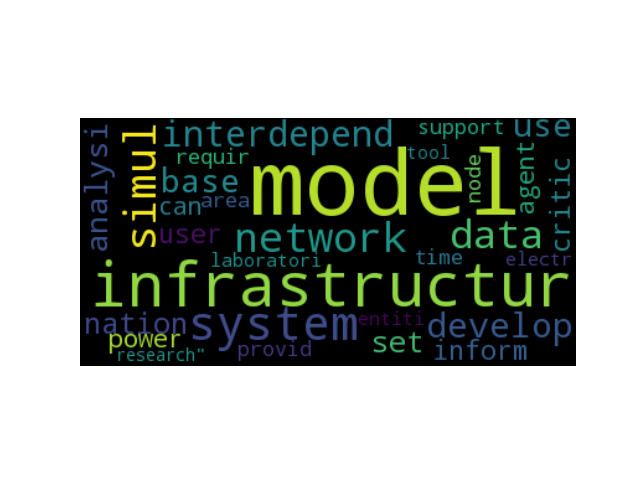 analysi
simul
interdepend
support
use
requir
tool
base
model
node
agent
critic
can
area
user
network
data
laboratori
time
electr
infrastructur
nation
system
entiti
develop
power
set
inform
research"
provid